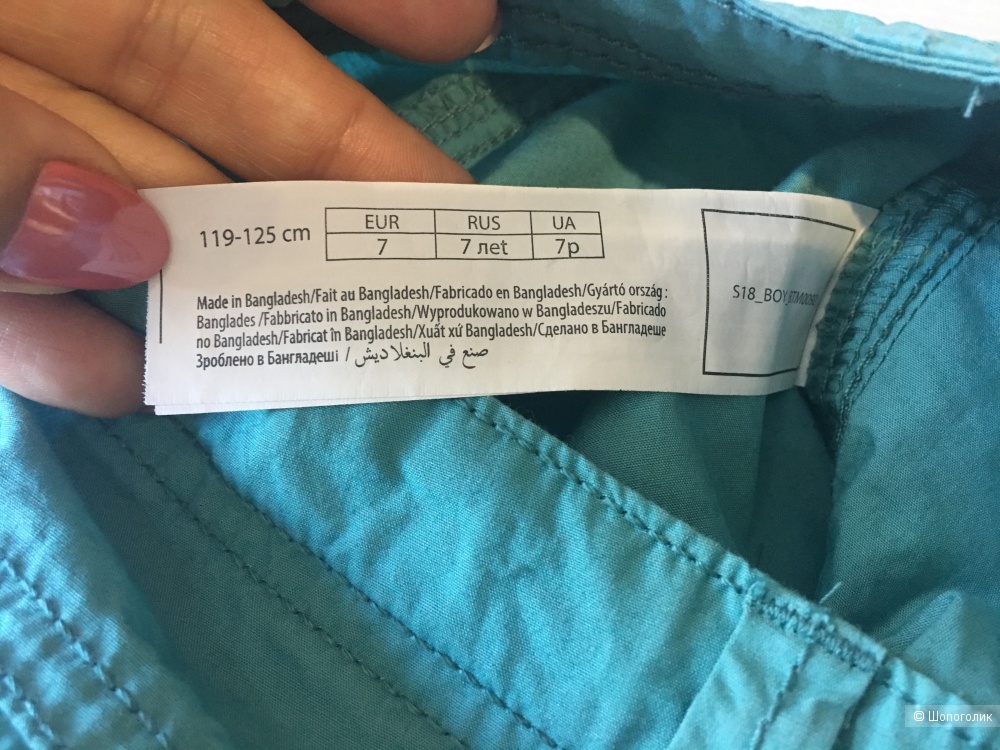 119-125 cm
EUR RUS UA
7 7 лet 7p
Made in Bangladesh/Fait au Bangladesh/Fabricado en Bangladesh/Gyártó ország :
Banglades /Fabbricato in Bangladesh/Wyprodukowano w Bangladeszu/Fabricado
no Bangladesh/Fabricat în Bangladesh/Xuất xứ Bangladesh/Сделано в Бангладеше
Зроблено в Бангладеші / صنع في البنغلاديش
S18_BOY
© Шопоголик